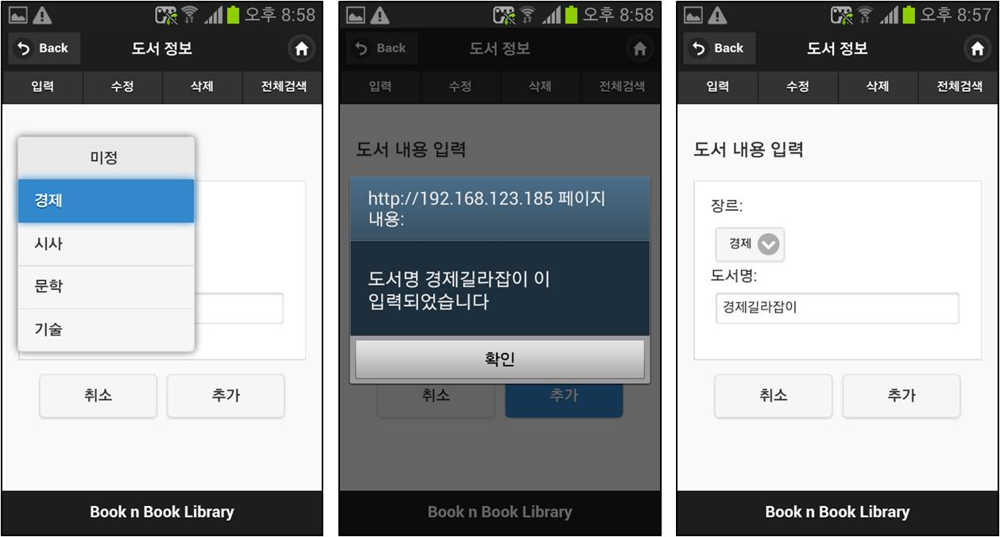 오후 8:58
Back
도서 정보
입력
수정
삭제
전체검색
미정
경제
시사
문학
기술
취소
추가
Book n Book Library
오후 8:58
Back
도서 정보
입력
수정
삭제
전체검색
도서 내용 입력
http://192.168.123.185 페이지
내용:
도서명 경제길라잡이 이
입력되었습니다
확인
취소
추가
Book n Book Library
오후 8:57
Back
도서 정보
입력
수정
삭제
전체검색
도서 내용 입력
장르:
경제
도서명:
경제길라잡이
취소
추가
Book n Book Library